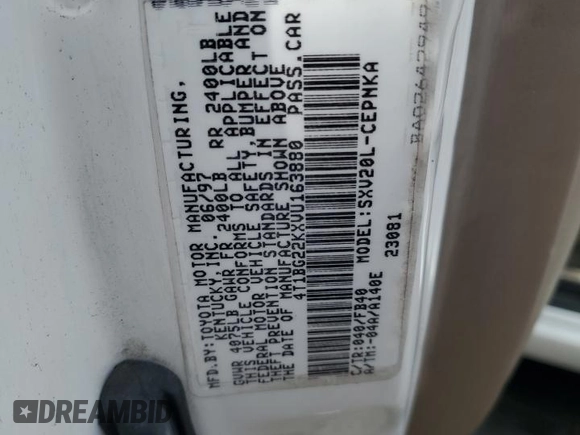 MFD.BY:TOYOTA MOTOR MANUFACTURING,
KENTUCKY,INC. 06/97
GVWR 4075LB GAWR FR 2400LB RR 2400LB
THIS VEHICLE CONFORMS TO ALL APPLICABLE
FEDERAL MOTOR VEHICLE SAFETY, BUMPER AND
THEFT PREVENTION STANDARDS IN EFFECT ON
THE DATE OF MANUFACTURE SHOWN ABOVE
4T1BG22KXVU163880 PASS.CAR
MODEL:SXV20L-CEPNKA
C/TR:040/FB40 23081
A/TM:-04A/A140E
DREAMBID